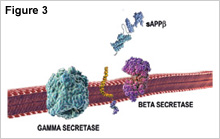 Figure 3
sAPPβ
BETA SECRETASE
GAMMA SECRETASE